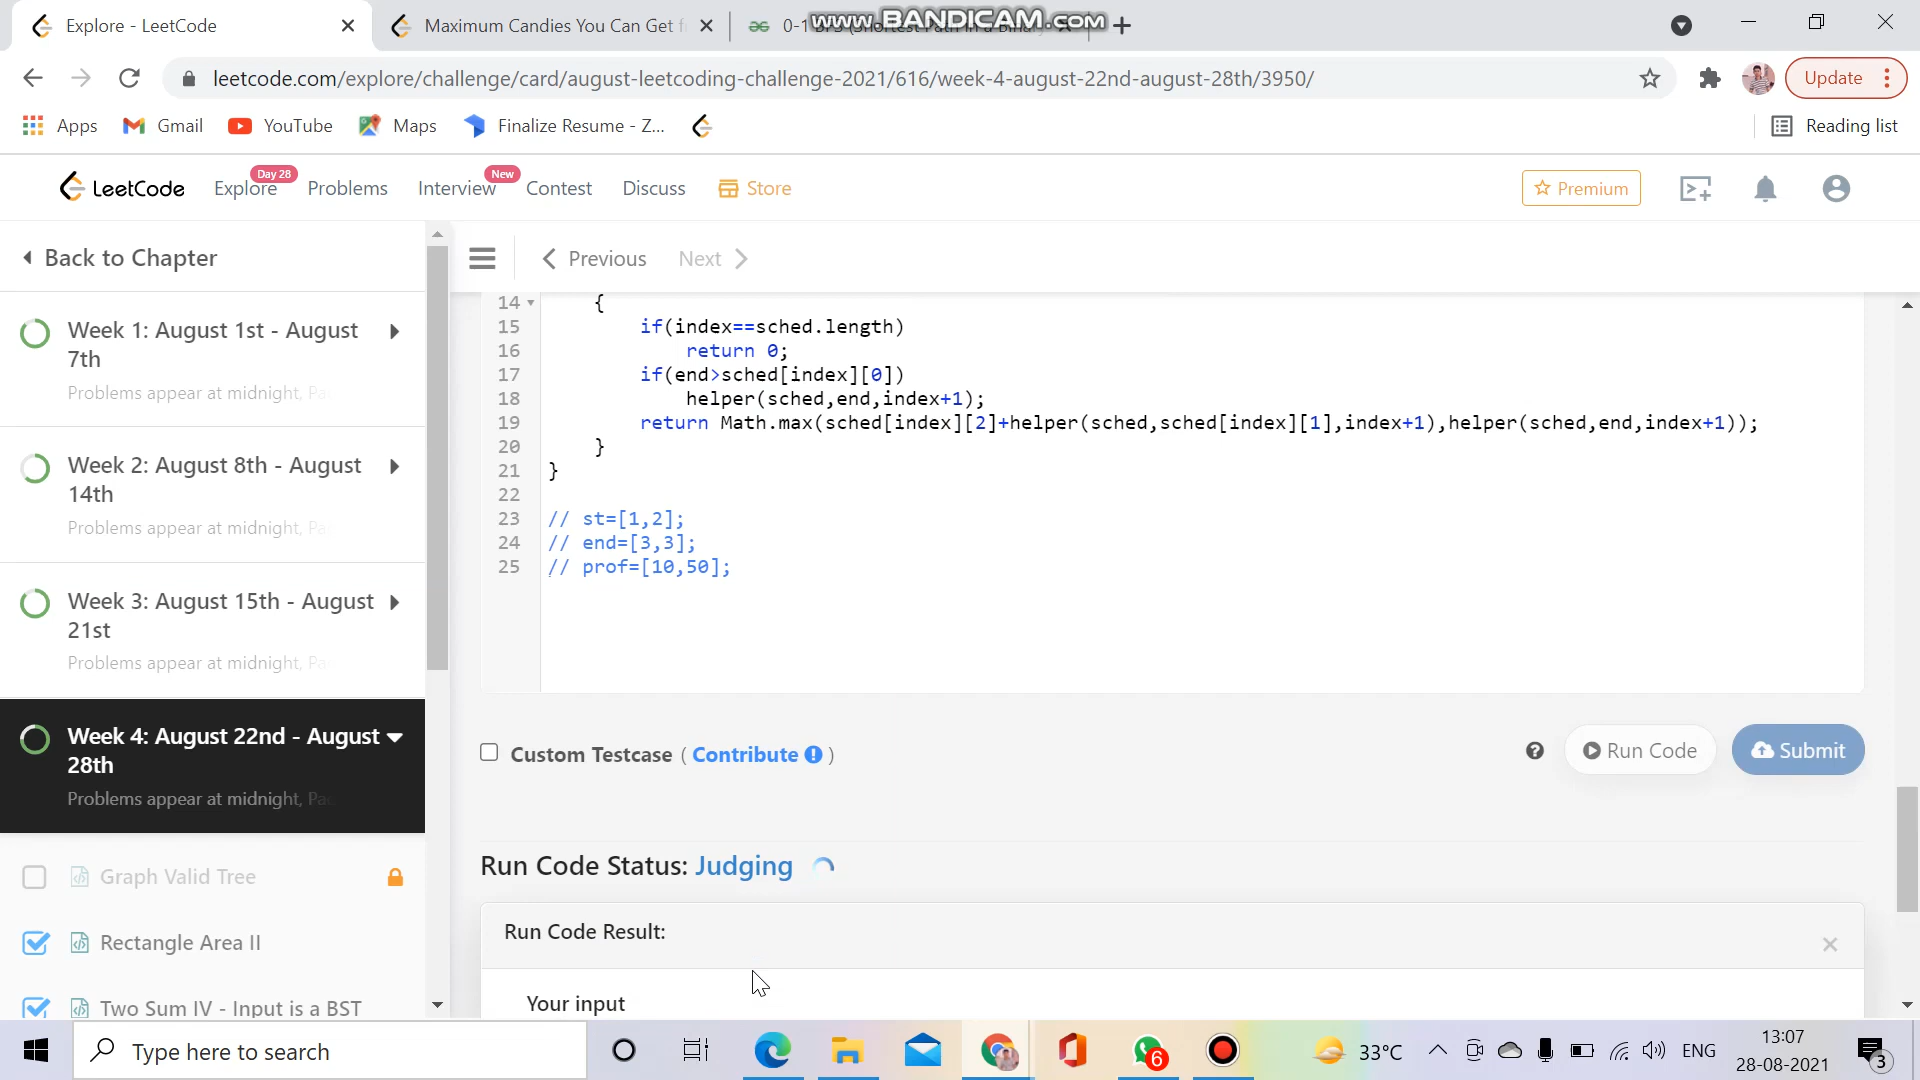 Explore - LeetCode
Maximum Candies You Can Get f
0-1 BFS (Shortest Path in a Binary
www.BANDICAM.com
leetcode.com/explore/challenge/card/august-leetcoding-challenge-2021/616/week-4-august-22nd-august-28th/3950/
Update
Apps
Gmail
YouTube
Maps
Finalize Resume - Z...
Reading list
LeetCode
Explore
Day 28
Problems
Interview
New
Contest
Discuss
Store
Premium
Back to Chapter
Previous
Next
Week 1: August 1st - August
7th
Problems appear at midnight, Pa
Week 2: August 8th - August
14th
Problems appear at midnight, Pa
Week 3: August 15th - August
21st
Problems appear at midnight, Pa
Week 4: August 22nd - August
28th
Problems appear at midnight, Pa
Graph Valid Tree
Rectangle Area II
Two Sum IV - Input is a BST
14 {
15 if(index==sched.length)
16 return 0;
17 if(end>sched[index][0])
18 helper(sched,end,index+1);
19 return Math.max(sched[index][2]+helper(sched,sched[index][1],index+1),helper(sched,end,index+1));
20 }
21 }
22
23 // st=[1,2];
24 // end=[3,3];
25 // prof=[10,50];
Custom Testcase ( Contribute )
Run Code
Submit
Run Code Status: Judging
Run Code Result:
Your input
Type here to search
6
33°C
ENG
13:07
28-08-2021
3